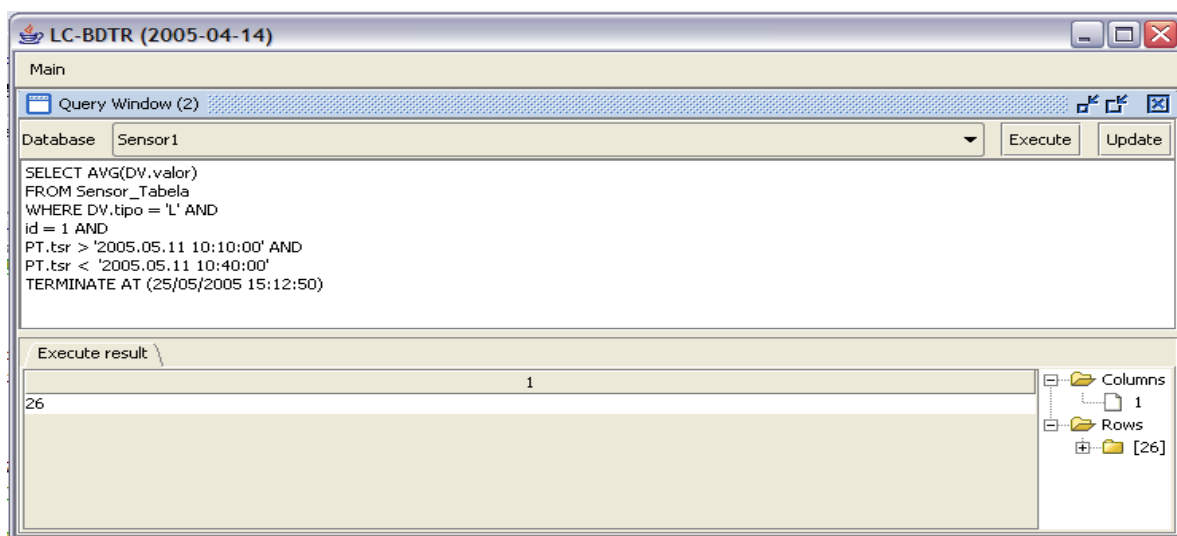 LC-BDTR (2005-04-14)
Main
Query Window (2)
Database Sensor1 Execute Update
SELECT AVG(DV.valor)
FROM Sensor_Tabela
WHERE DV.tipo = 'L' AND
id = 1 AND
PT.tsr > '2005.05.11 10:10:00' AND
PT.tsr < '2005.05.11 10:40:00'
TERMINATE AT (25/05/2005 15:12:50)
Execute result
1
26
Columns
1
Rows
[26]